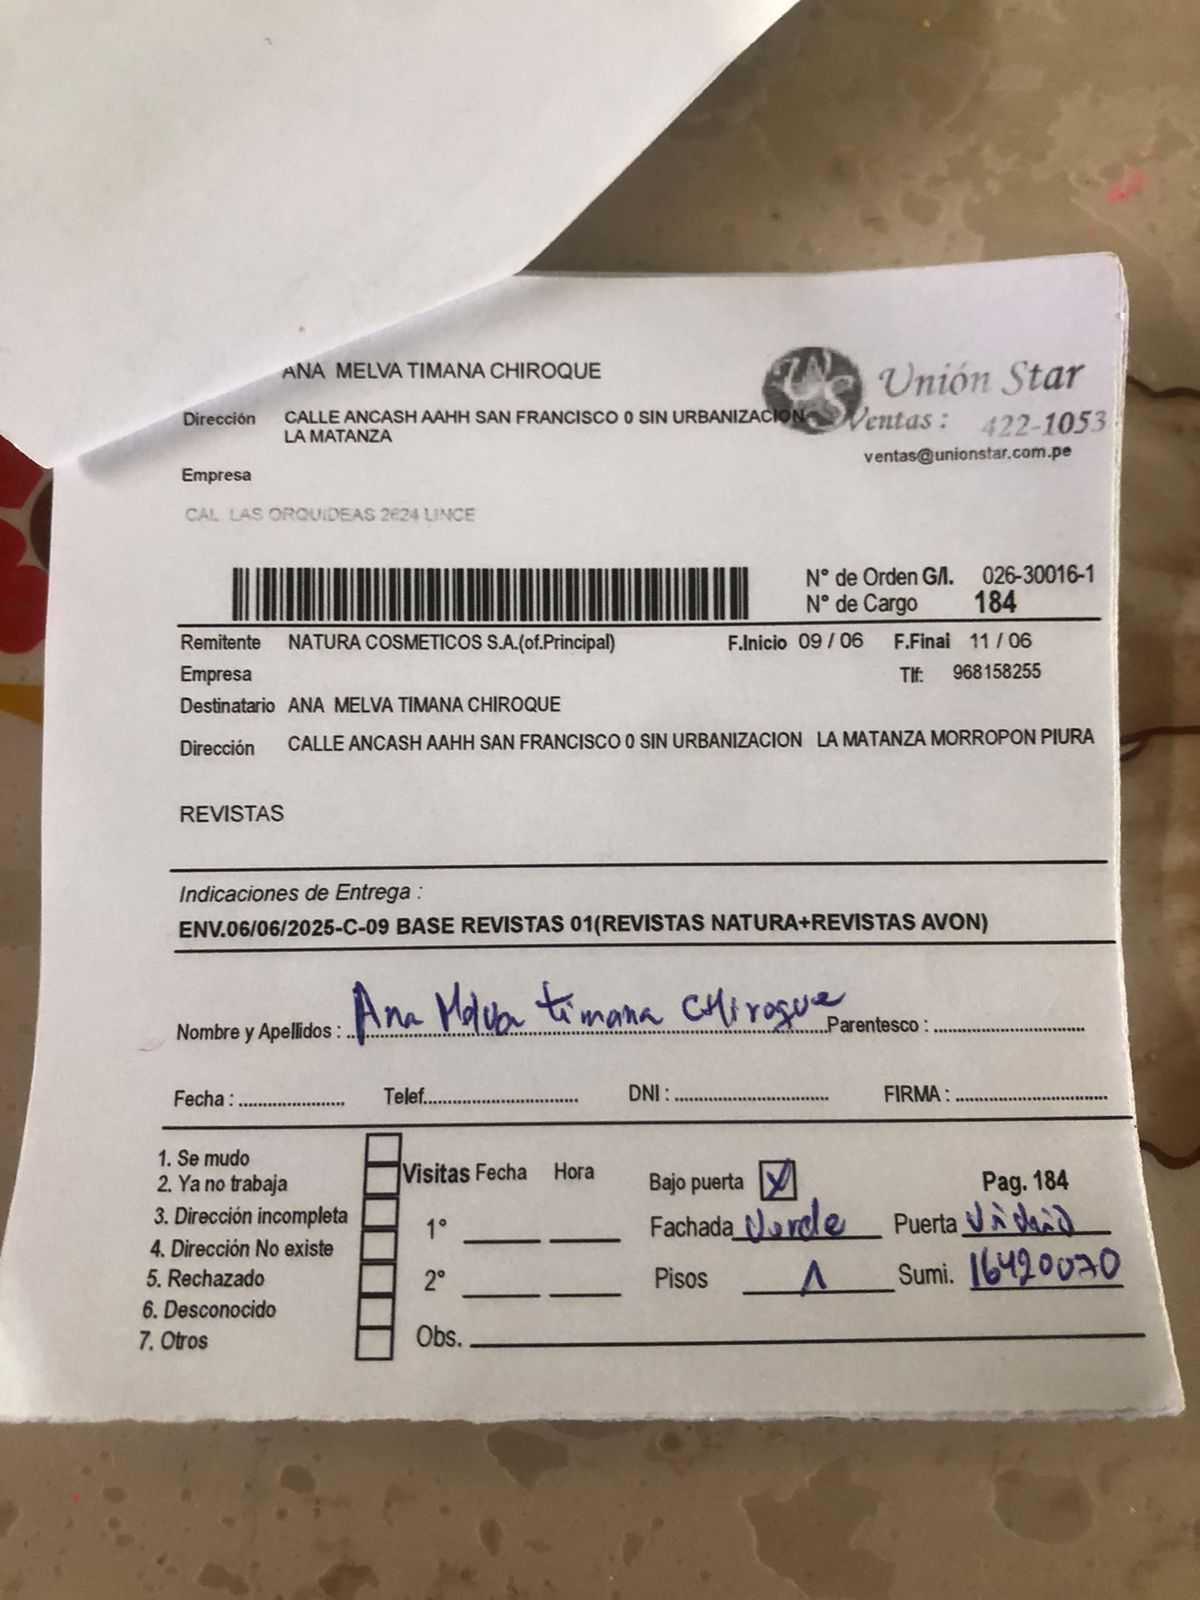 ANA MELVA TIMANA CHIROQUE
Unión Star
Dirección CALLE ANCASH AAHH SAN FRANCISCO 0 SIN URBANIZACION
LA MATANZA
Ventas : 422-1053
ventas@unionstar.com.pe
Empresa
CAL LAS ORQUIDEAS 2624 LINCE
N° de Orden G/I. 026-30016-1
N° de Cargo 184
Remitente NATURA COSMETICOS S.A.(of.Principal) F.Inicio 09 / 06 F.Final 11 / 06
Empresa Tlf: 968158255
Destinatario ANA MELVA TIMANA CHIROQUE
Dirección CALLE ANCASH AAHH SAN FRANCISCO 0 SIN URBANIZACION LA MATANZA MORROPON PIURA
REVISTAS
Indicaciones de Entrega :
ENV.06/06/2025-C-09 BASE REVISTAS 01(REVISTAS NATURA+REVISTAS AVON)
Nombre y Apellidos : Ana Melva timana CHiroque Parentesco :
Fecha : Telef. DNI : FIRMA :
1. Se mudo
2. Ya no trabaja
3. Dirección incompleta
4. Dirección No existe
5. Rechazado
6. Desconocido
7. Otros
Visitas Fecha Hora
1°
2°
Bajo puerta X Pag. 184
Fachada Verde Puerta Vidrio
Pisos 1 Sumi. 16420070
Obs.